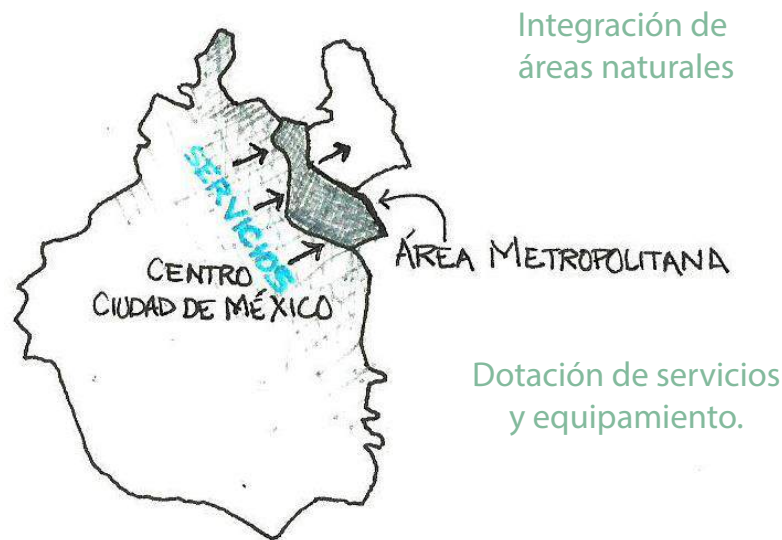 Integración de
áreas naturales
SERVICIOS
CENTRO
CIUDAD DE MÉXICO
ÁREA METROPOLITANA
Dotación de servicios
y equipamiento.